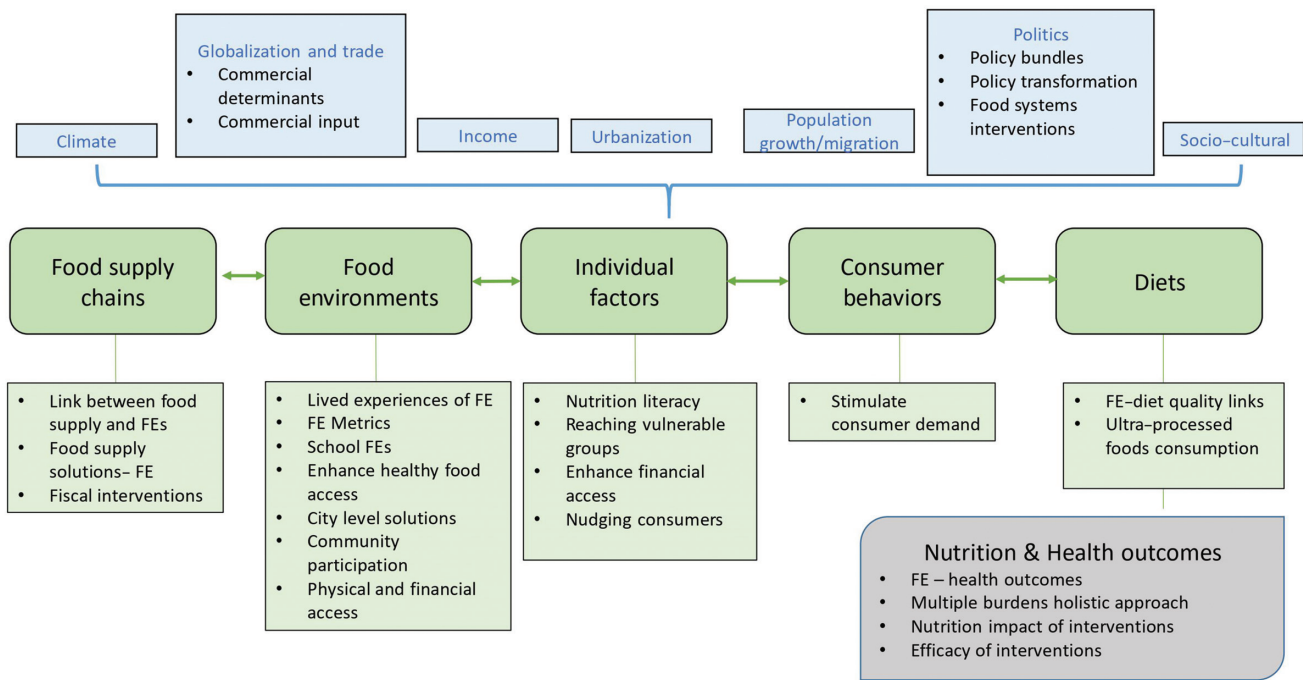 Globalization and trade
• Commercial
determinants
• Commercial input
Politics
• Policy bundles
• Policy transformation
• Food systems
interventions
Climate
Income
Urbanization
Population
growth/migration
Socio-cultural
Food supply
chains
Food
environments
Individual
factors
Consumer
behaviors
Diets
• Link between food
supply and FEs
• Food supply
solutions– FE
• Fiscal interventions
• Lived experiences of FE
• FE Metrics
• School FEs
• Enhance healthy food
access
• City level solutions
• Community
participation
• Physical and financial
access
• Nutrition literacy
• Reaching vulnerable
groups
• Enhance financial
access
• Nudging consumers
• Stimulate
consumer demand
• FE–diet quality links
• Ultra-processed
foods consumption
Nutrition & Health outcomes
• FE – health outcomes
• Multiple burdens holistic approach
• Nutrition impact of interventions
• Efficacy of interventions